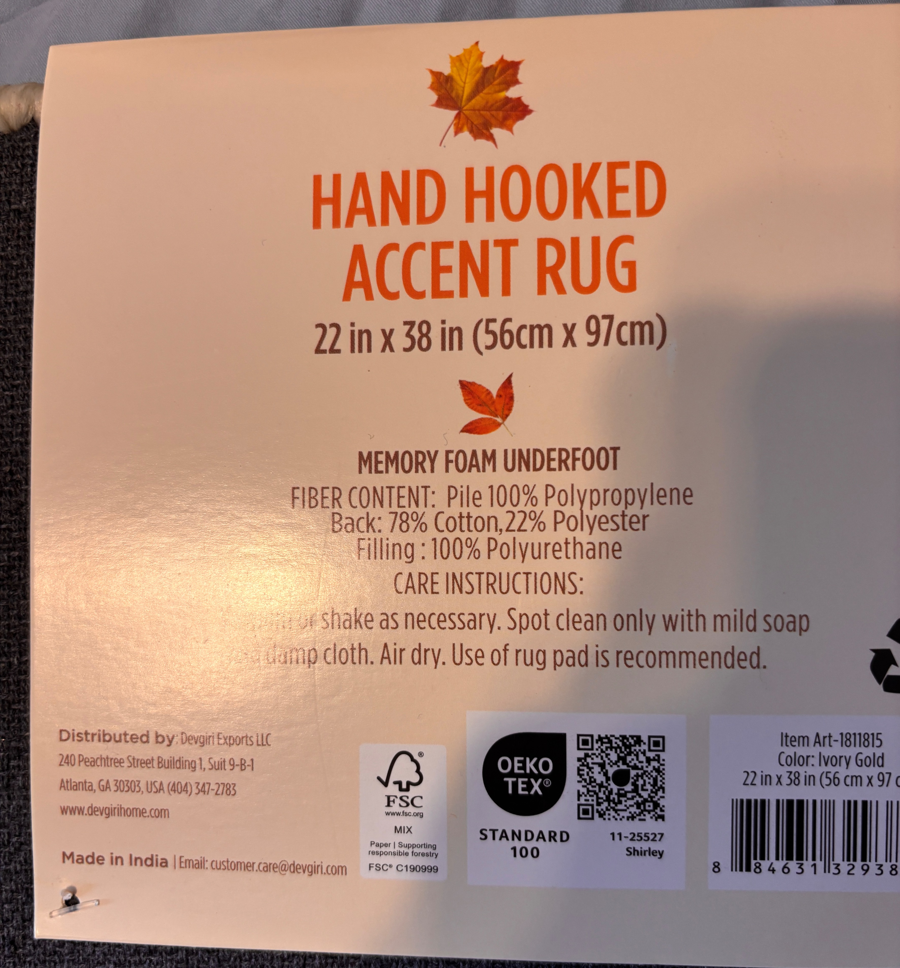 HAND HOOKED
ACCENT RUG
22 in x 38 in (56cm x 97cm)
MEMORY FOAM UNDERFOOT
FIBER CONTENT: Pile 100% Polypropylene
Back: 78% Cotton,22% Polyester
Filling : 100% Polyurethane
CARE INSTRUCTIONS:
or shake as necessary. Spot clean only with mild soap
damp cloth. Air dry. Use of rug pad is recommended.
Distributed by: Devgiri Exports LLC
240 Peachtree Street Building 1, Suit 9-B-1
Atlanta, GA 30303, USA (404) 347-2783
www.devgirihome.com
Made in India | Email: customer.care@devgiri.com
FSC
www.fsc.org
MIX
Paper | Supporting
responsible forestry
FSC® C190999
OEKO
TEX®
STANDARD
100
11-25527
Shirley
Item Art-1811815
Color: Ivory Gold
22 in x 38 in (56 cm x 97 c
8 84631 32938